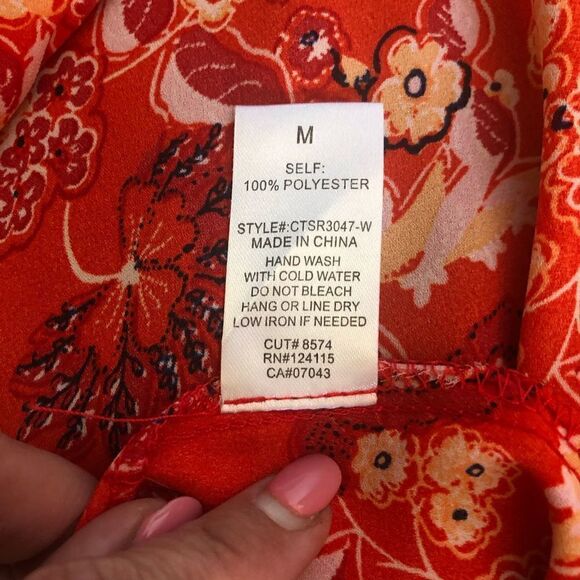 M
SELF:
100% POLYESTER
STYLE#:CTSR3047-W
MADE IN CHINA
HAND WASH
WITH COLD WATER
DO NOT BLEACH
HANG OR LINE DRY
LOW IRON IF NEEDED
CUT# 8574
RN#124115
CA#07043